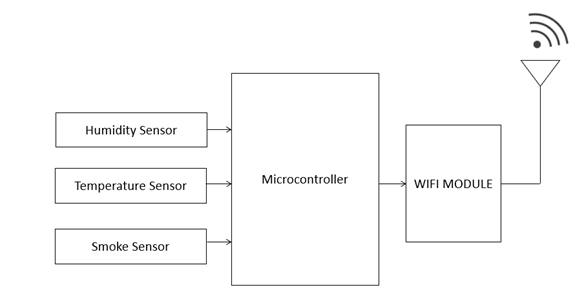 Humidity Sensor
Temperature Sensor
Smoke Sensor
Microcontroller
WIFI MODULE